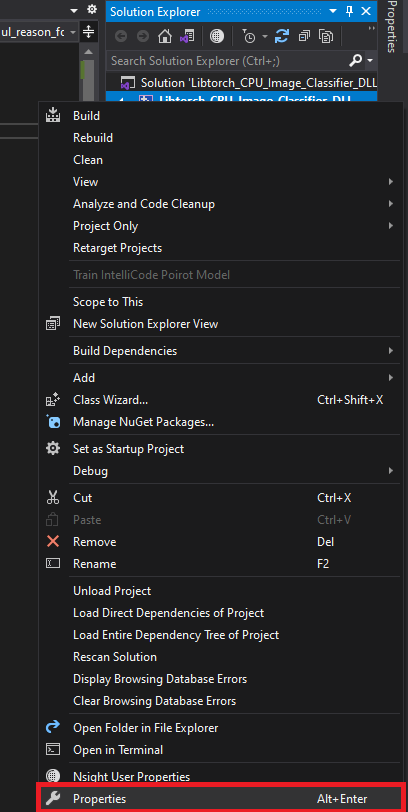 Solution Explorer
Properties
ul_reason_fo
Search Solution Explorer (Ctrl+;)
Solution 'Libtorch_CPU_Image_Classifier_DLL
Libtorch_CPU_Image_Classifier_DLL
Build
Rebuild
Clean
View
Analyze and Code Cleanup
Project Only
Retarget Projects
Train IntelliCode Poirot Model
Scope to This
New Solution Explorer View
Build Dependencies
Add
Class Wizard... Ctrl+Shift+X
Manage NuGet Packages...
Set as Startup Project
Debug
Cut Ctrl+X
Paste Ctrl+V
Remove Del
Rename F2
Unload Project
Load Direct Dependencies of Project
Load Entire Dependency Tree of Project
Rescan Solution
Display Browsing Database Errors
Clear Browsing Database Errors
Open Folder in File Explorer
Open in Terminal
Nsight User Properties
Properties Alt+Enter